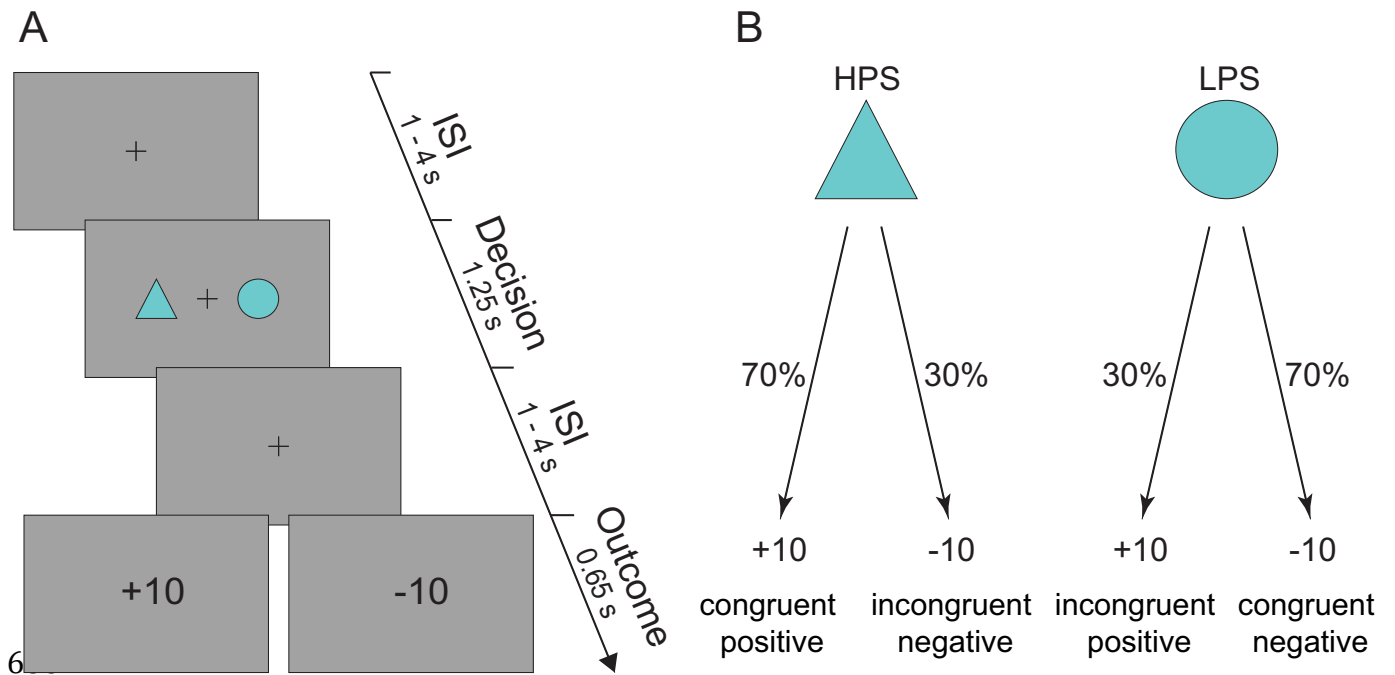 A
ISI
1 - 4 s
Decision
1.25 s
ISI
1 - 4 s
Outcome
0.65 s
+10
-10
B
HPS
LPS
70%
30%
30%
70%
+10
-10
+10
-10
congruent positive
incongruent negative
incongruent positive
congruent negative